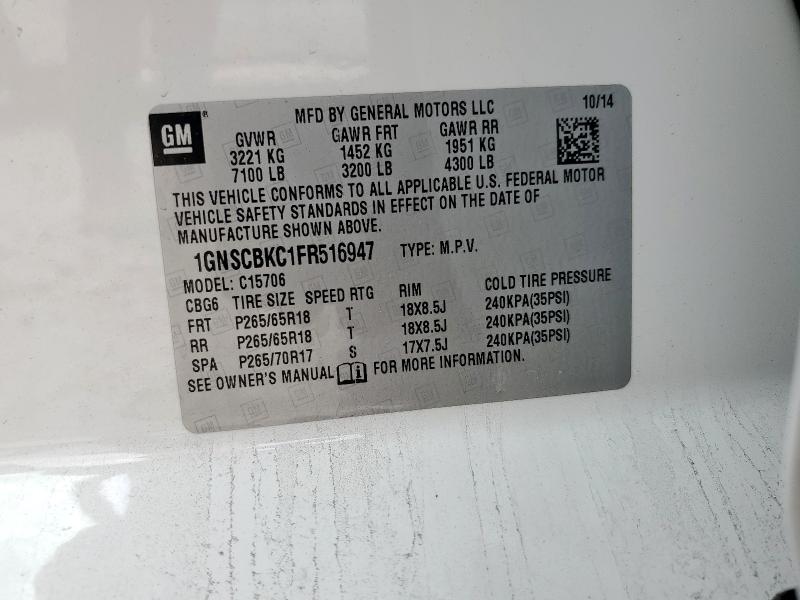 GM®
MFD BY GENERAL MOTORS LLC 10/14
GVWR GAWR FRT GAWR RR
3221 KG 1452 KG 1951 KG
7100 LB 3200 LB 4300 LB
THIS VEHICLE CONFORMS TO ALL APPLICABLE U.S. FEDERAL MOTOR
VEHICLE SAFETY STANDARDS IN EFFECT ON THE DATE OF
MANUFACTURE SHOWN ABOVE.
1GNSCBKC1FR516947 TYPE: M.P.V.
MODEL: C15706
CBG6 TIRE SIZE SPEED RTG RIM COLD TIRE PRESSURE
FRT P265/65R18 T 18X8.5J 240KPA(35PSI)
RR P265/65R18 T 18X8.5J 240KPA(35PSI)
SPA P265/70R17 S 17X7.5J 240KPA(35PSI)
SEE OWNER'S MANUAL FOR MORE INFORMATION.